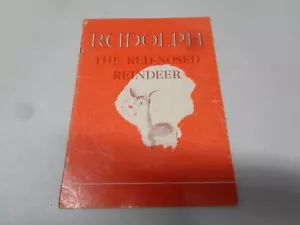 RUDOLPH
THE RED-NOSED
REINDEER